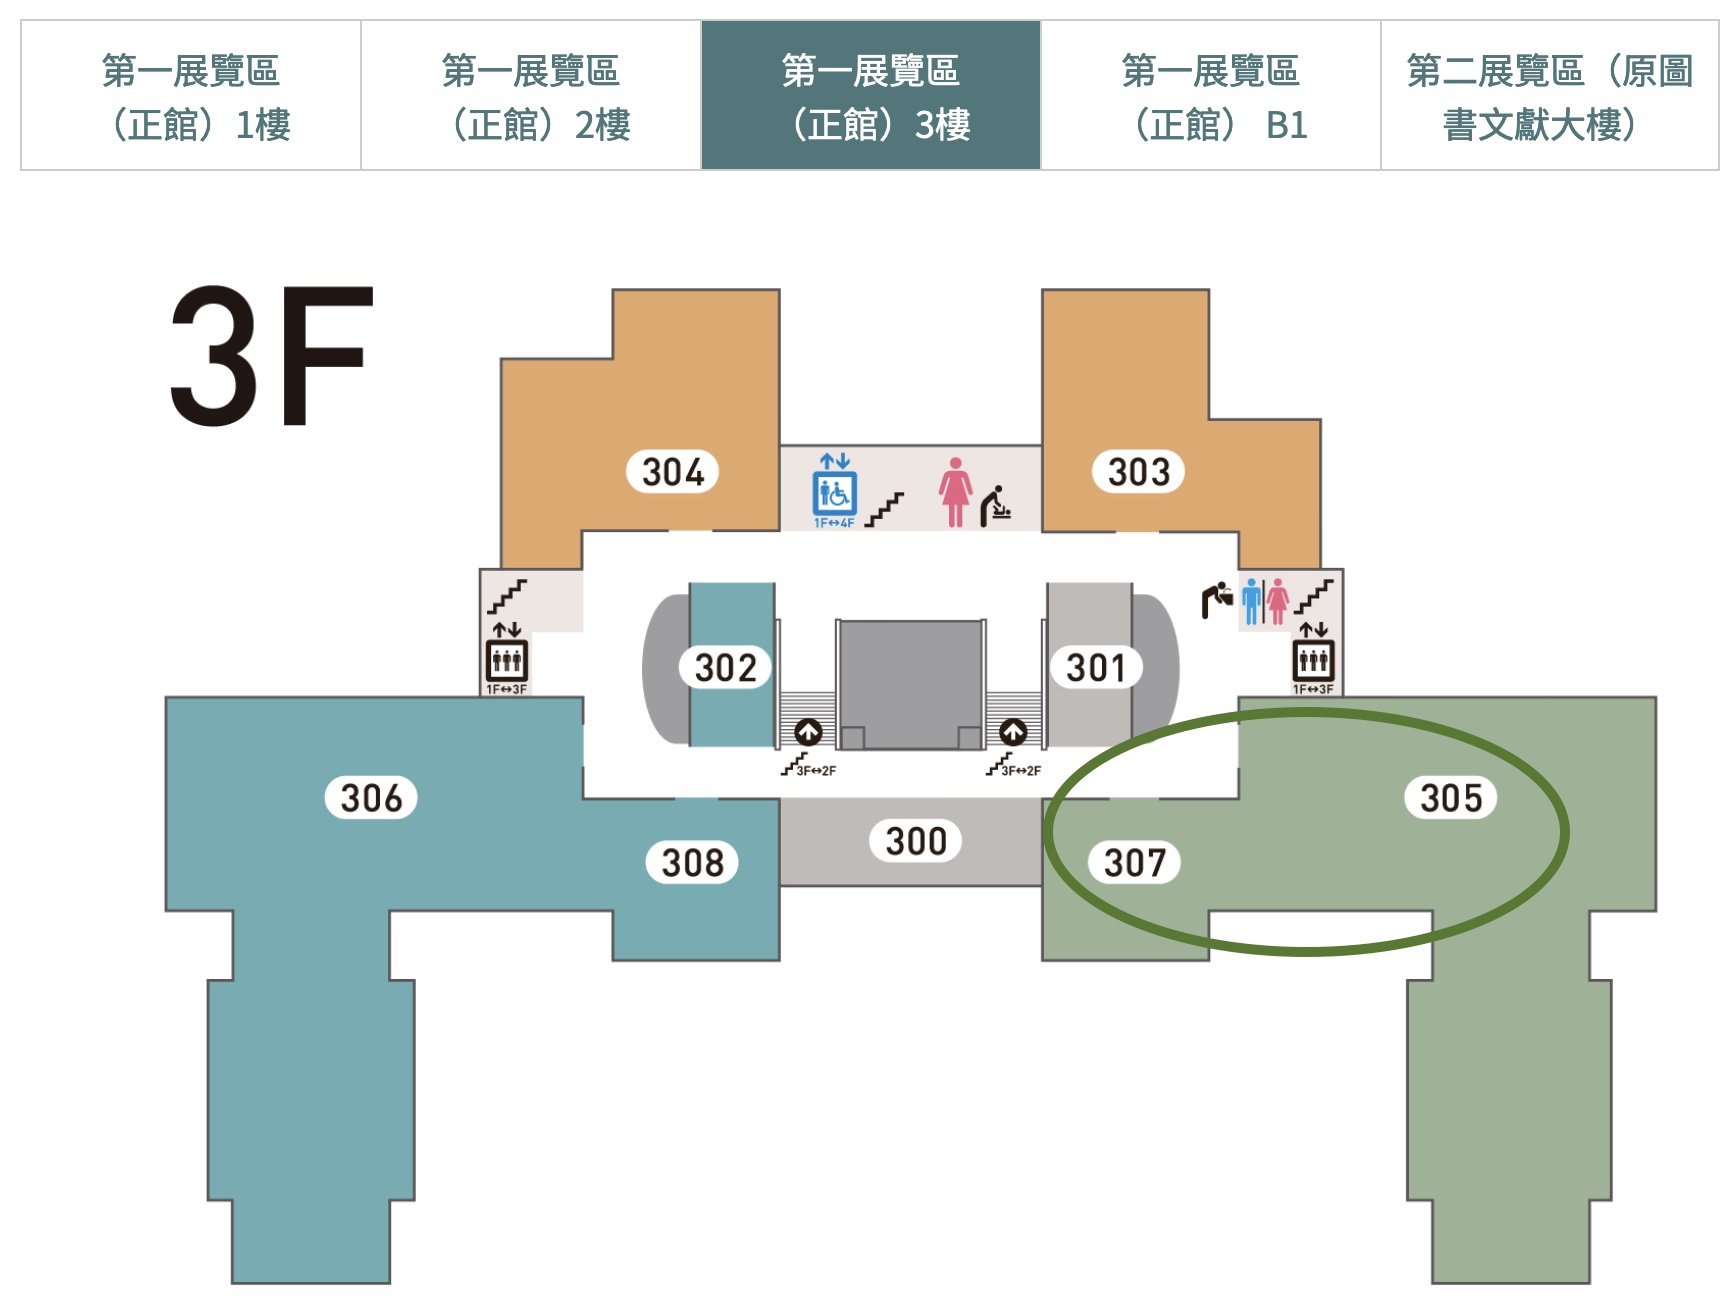 第一展覽區
（正館）1樓
第一展覽區
（正館）2樓
第一展覽區
（正館）3樓
第一展覽區
（正館） B1
第二展覽區（原圖
書文獻大樓）
3F
304
303
1F↔4F
302
301
1F↔3F
1F↔3F
3F↔2F
3F↔2F
306
305
300
308
307